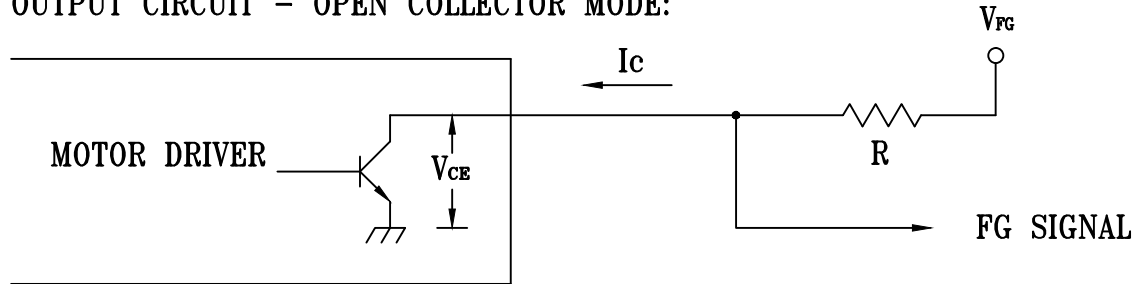 OUTPUT CIRCUIT – OPEN COLLECTOR MODE:
VFG
Ic
MOTOR DRIVER
VCE
R
FG SIGNAL